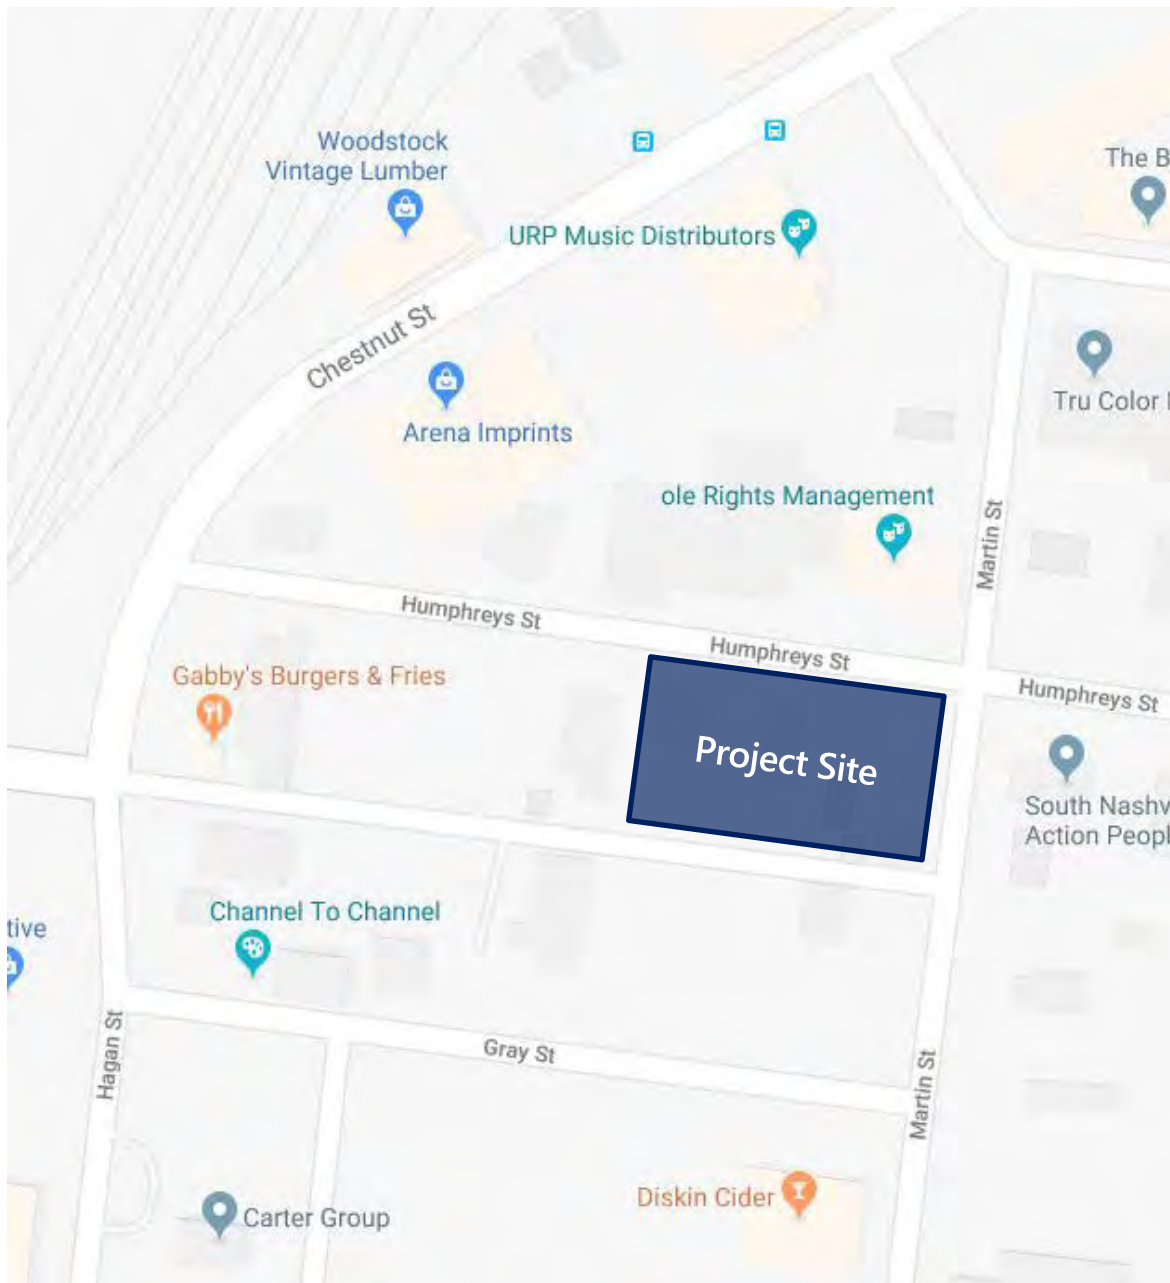 Woodstock
Vintage Lumber
The B
URP Music Distributors
Chestnut St
Tru Color
Arena Imprints
ole Rights Management
Martin St
Humphreys St
Humphreys St
Humphreys St
Gabby's Burgers & Fries
Project Site
South Nashv
Action Peopl
Channel To Channel
tive
Hagan St
Gray St
Martin St
Diskin Cider
Carter Group